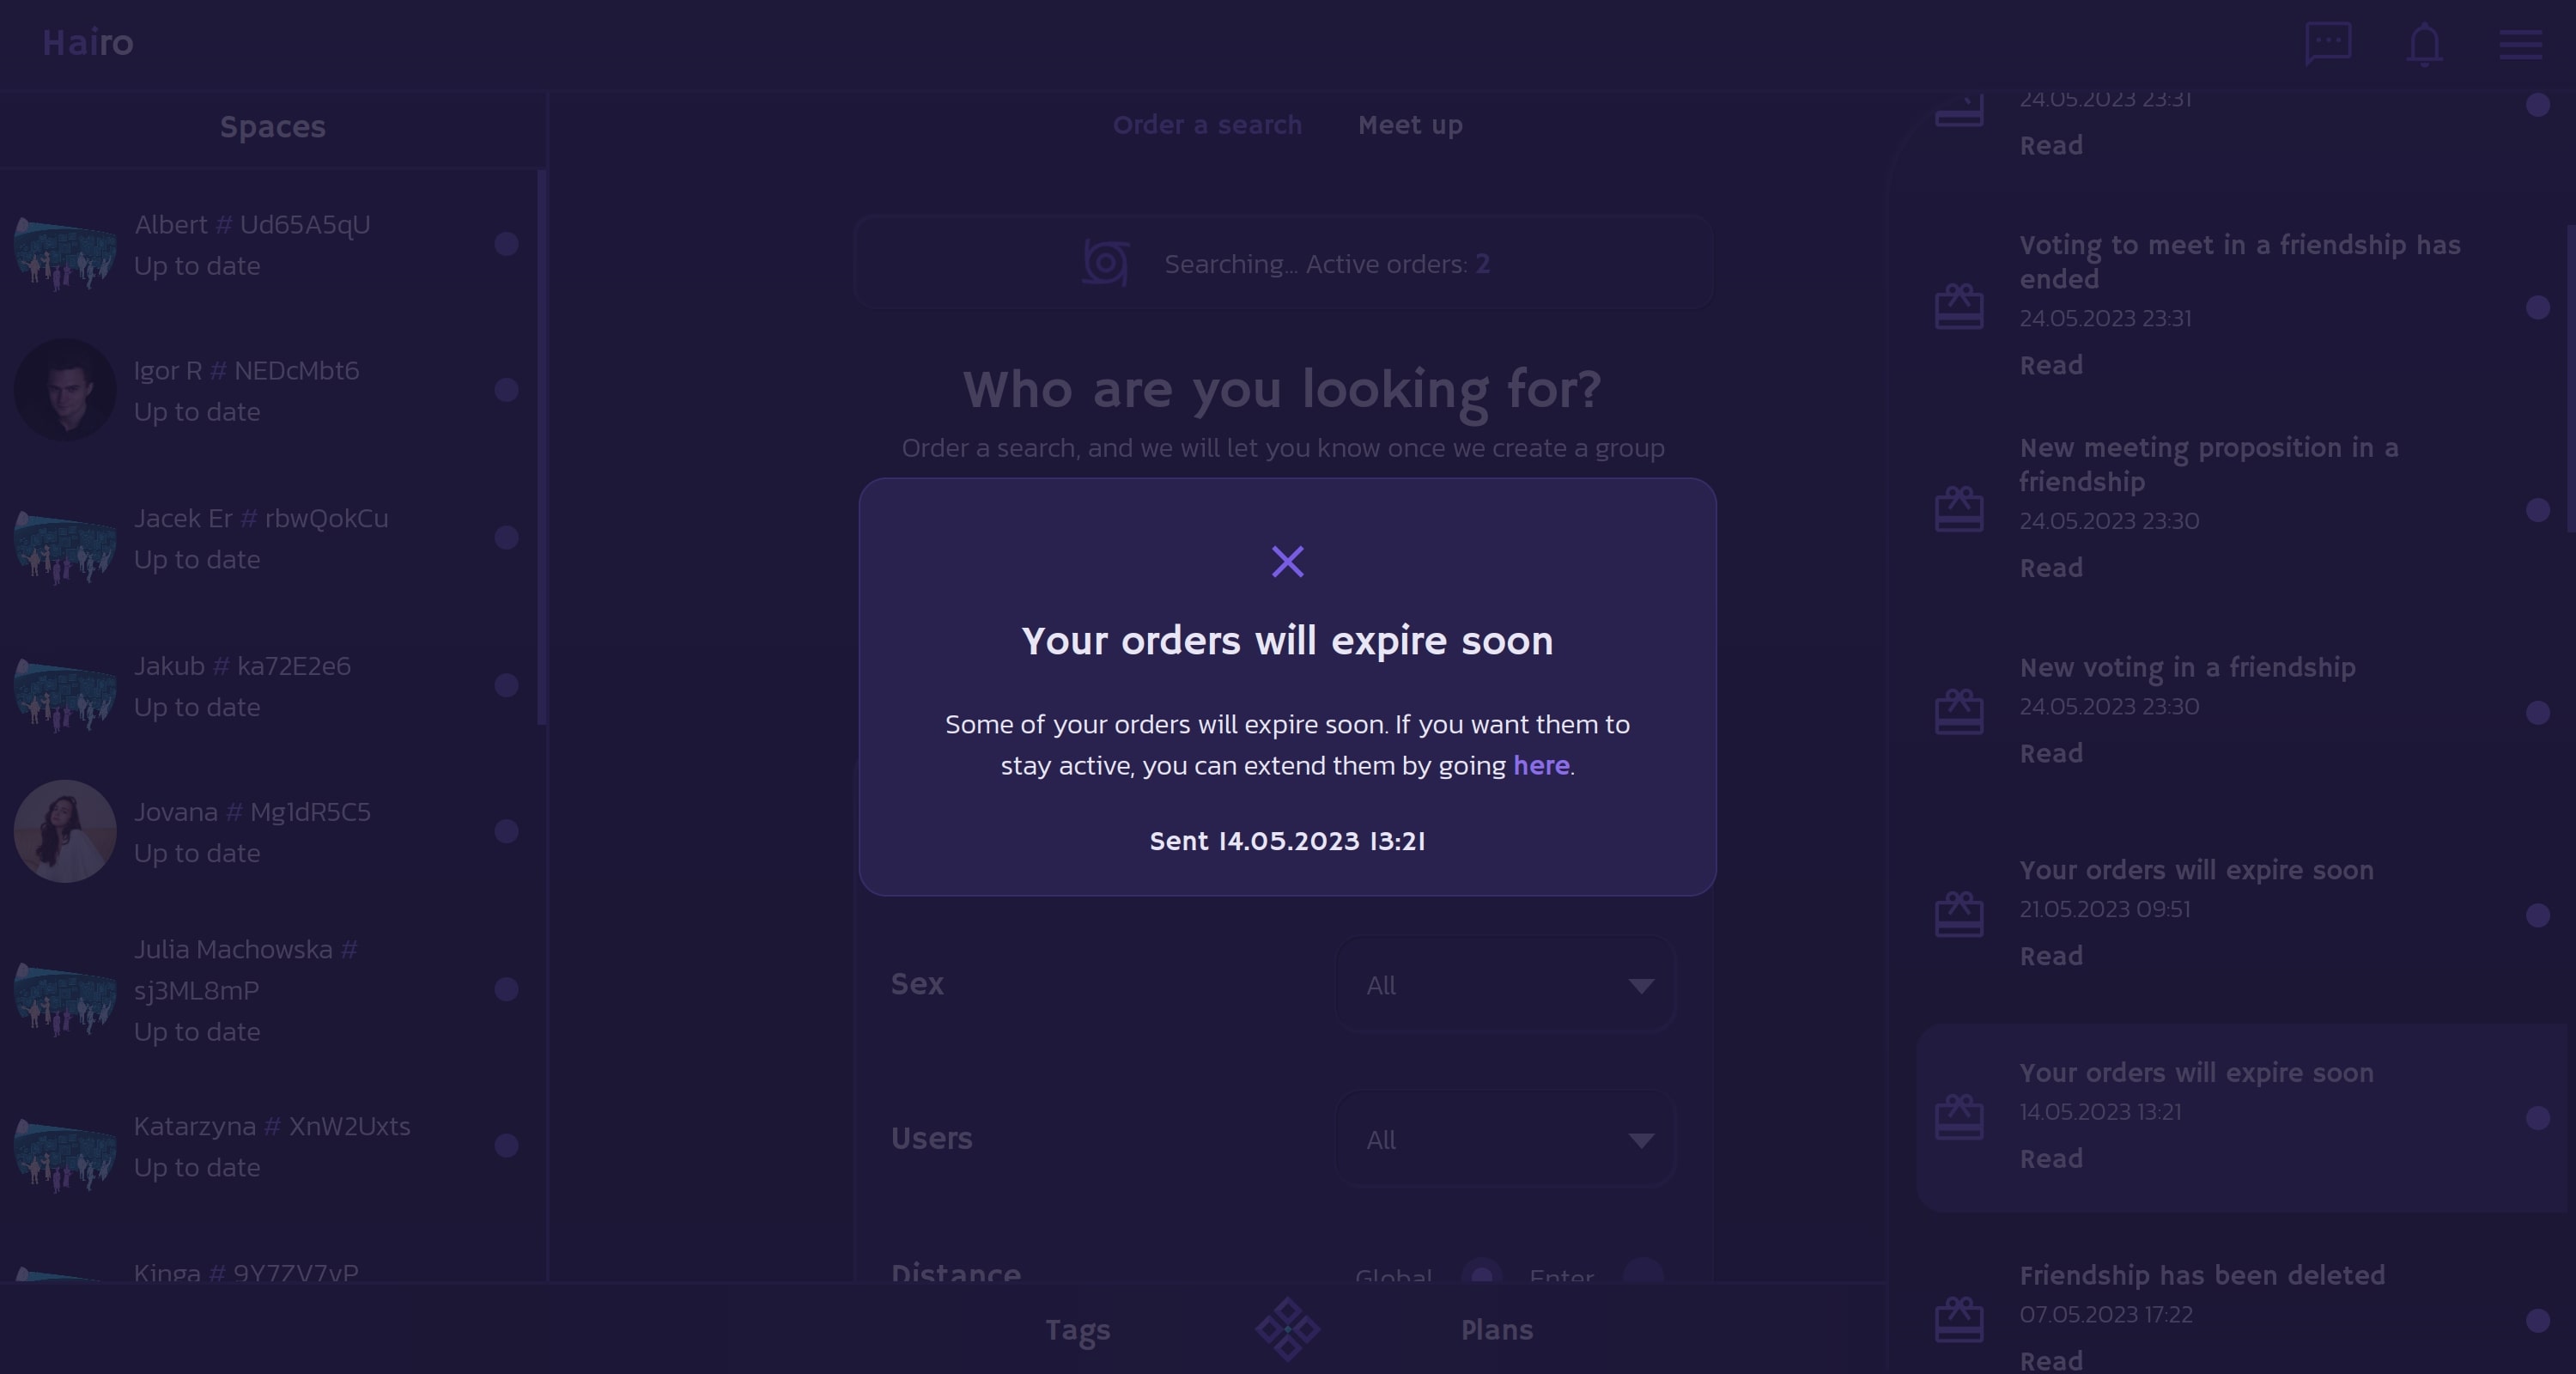 Hairo
Spaces
Albert # Ud65A5qU
Up to date
Igor R # NEDcMbt6
Up to date
Jacek Er # rbwQokCu
Up to date
Jakub # ka72E2e6
Up to date
Jovana # Mg1dR5C5
Up to date
Julia Machowska #
sj3ML8mP
Up to date
Katarzyna # XnW2Uxts
Up to date
Kinga # 9Y7ZV7vP
Order a search Meet up
Searching... Active orders: 2
Who are you looking for?
Order a search, and we will let you know once we create a group
Your orders will expire soon
Some of your orders will expire soon. If you want them to
stay active, you can extend them by going here.
Sent 14.05.2023 13:21
Sex All
Users All
Distance Global Enter
Tags Plans
24.05.2023 23:31
Read
Voting to meet in a friendship has
ended
24.05.2023 23:31
Read
New meeting proposition in a
friendship
24.05.2023 23:30
Read
New voting in a friendship
24.05.2023 23:30
Read
Your orders will expire soon
21.05.2023 09:51
Read
Your orders will expire soon
14.05.2023 13:21
Read
Friendship has been deleted
07.05.2023 17:22
Read